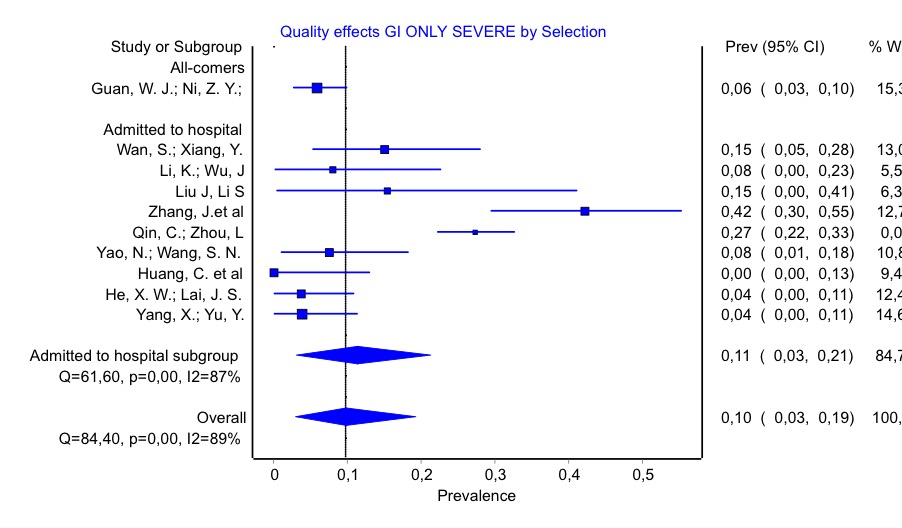 Quality effects GI ONLY SEVERE by Selection
Study or Subgroup Prev (95% CI) % W
All-comers
Guan, W. J.; Ni, Z. Y.; 0,06 ( 0,03, 0,10) 15,3
Admitted to hospital
Wan, S.; Xiang, Y. 0,15 ( 0,05, 0,28) 13,0
Li, K.; Wu, J 0,08 ( 0,00, 0,23) 5,5
Liu J, Li S 0,15 ( 0,00, 0,41) 6,3
Zhang, J.et al 0,42 ( 0,30, 0,55) 12,7
Qin, C.; Zhou, L 0,27 ( 0,22, 0,33) 0,0
Yao, N.; Wang, S. N. 0,08 ( 0,01, 0,18) 10,8
Huang, C. et al 0,00 ( 0,00, 0,13) 9,4
He, X. W.; Lai, J. S. 0,04 ( 0,00, 0,11) 12,4
Yang, X.; Yu, Y. 0,04 ( 0,00, 0,11) 14,6
Admitted to hospital subgroup 0,11 ( 0,03, 0,21) 84,7
Q=61,60, p=0,00, I2=87%
Overall 0,10 ( 0,03, 0,19) 100,
Q=84,40, p=0,00, I2=89%
0 0,1 0,2 0,3 0,4 0,5
Prevalence